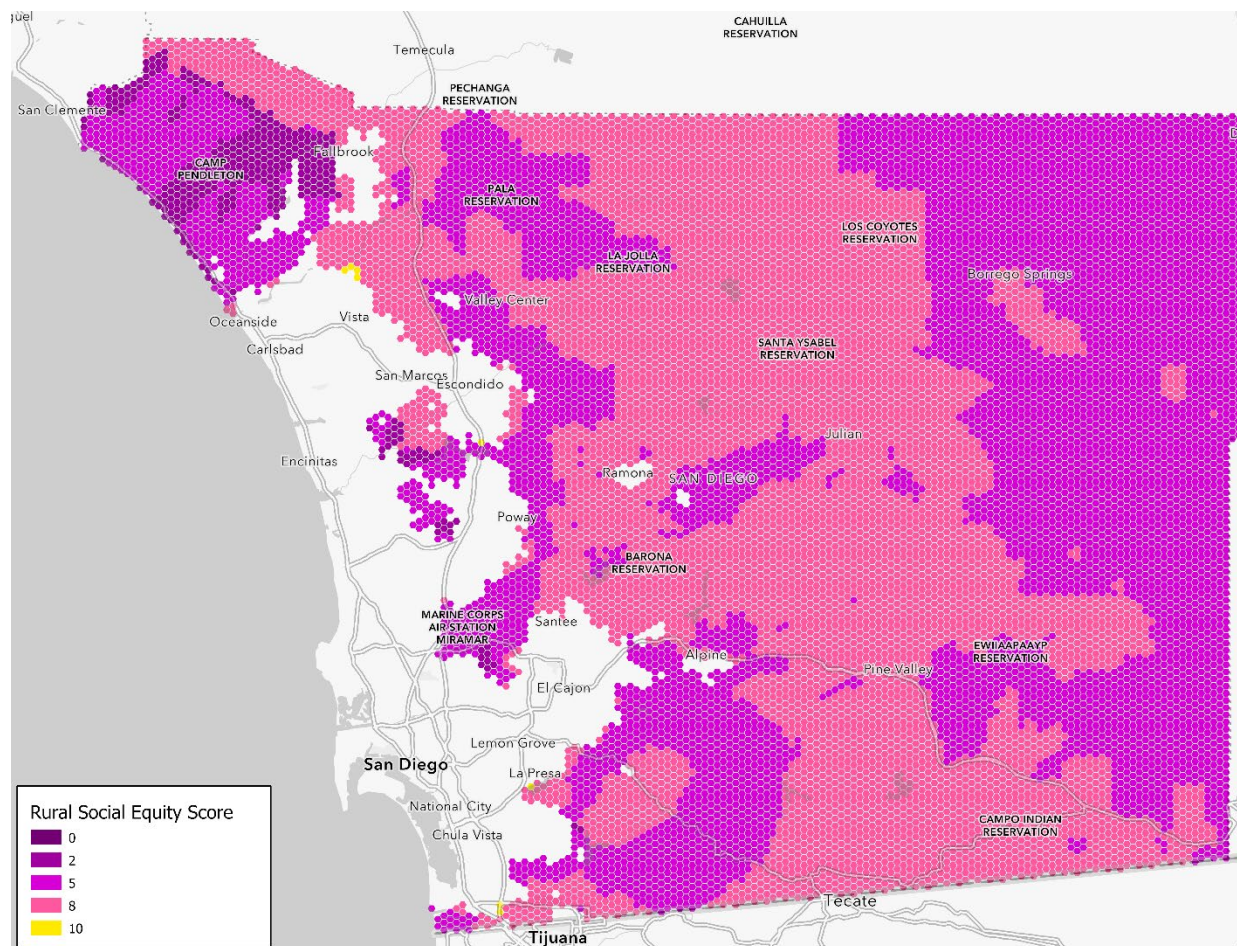 guel
CAHUILLA
RESERVATION
Temecula
PECHANGA
RESERVATION
San Clemente
Fallbrook
CAMP
PENDLETON
PALA
RESERVATION
LOS COYOTES
RESERVATION
LA JOLLA
RESERVATION
Borrego Springs
Valley Center
Oceanside
Vista
SANTA YSABEL
RESERVATION
Carlsbad
San Marcos
Escondido
Julian
Encinitas
Ramona
SAN DIEGO
Poway
BARONA
RESERVATION
MARINE CORPS
AIR STATION
MIRAMAR
Santee
Alpine
EWIIAAPAAYP
RESERVATION
Pine Valley
El Cajon
Lemon Grove
San Diego
La Presa
National City
Chula Vista
CAMPO INDIAN
RESERVATION
Tecate
Tijuana
Rural Social Equity Score
0
2
5
8
10